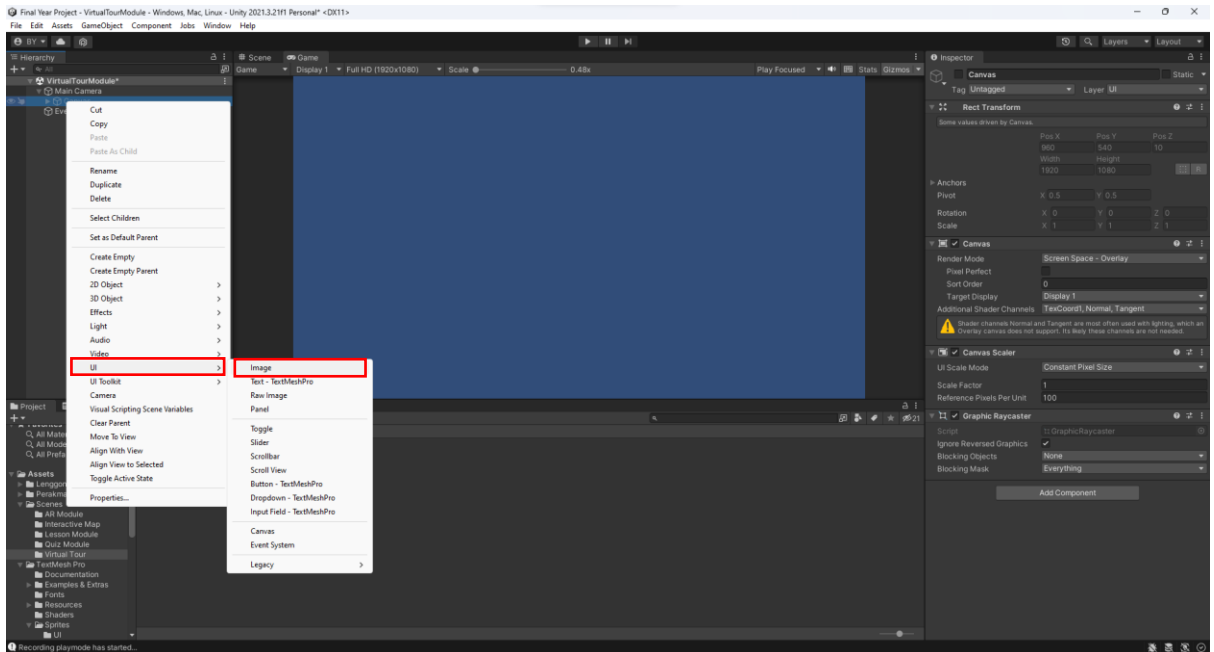 Final Year Project - VirtualTourModule - Windows, Mac, Linux - Unity 2021.3.21f1 Personal* <DX11>
File Edit Assets GameObject Component Jobs Window Help
BY
Layers
Layout
Hierarchy
All
VirtualTourModule*
Main Camera
Cut
Copy
Paste
Paste As Child
Rename
Duplicate
Delete
Select Children
Set as Default Parent
Create Empty
Create Empty Parent
2D Object
3D Object
Effects
Light
Audio
Video
UI
UI Toolkit
Camera
Visual Scripting Scene Variables
Clear Parent
Move To View
Align With View
Align View to Selected
Toggle Active State
Properties...
Image
Text - TextMeshPro
Raw Image
Panel
Toggle
Slider
Scrollbar
Scroll View
Button - TextMeshPro
Dropdown - TextMeshPro
Input Field - TextMeshPro
Canvas
Event System
Legacy
Scene
Game
Game
Display 1
Full HD (1920x1080)
Scale
0.48x
Play Focused
Stats
Gizmos
Project
21
All Mate
All Mode
All Prefa
Assets
Lenggon
Perakma
Scenes
AR Module
Interactive Map
Lesson Module
Quiz Module
Virtual Tour
TextMesh Pro
Documentation
Examples & Extras
Fonts
Resources
Shaders
Sprites
UI
Inspector
Canvas
Static
Tag Untagged
Layer UI
Rect Transform
Some values driven by Canvas.
Pos X Pos Y Pos Z
960 540 10
Width Height
1920 1080
R
Anchors
Pivot X 0.5 Y 0.5
Rotation X 0 Y 0 Z 0
Scale X 1 Y 1 Z 1
Canvas
Render Mode Screen Space - Overlay
Pixel Perfect
Sort Order 0
Target Display Display 1
Additional Shader Channels TexCoord1, Normal, Tangent
Shader channels Normal and Tangent are most often used with lighting, which an
Overlay canvas does not support. Its likely these channels are not needed.
Canvas Scaler
UI Scale Mode Constant Pixel Size
Scale Factor 1
Reference Pixels Per Unit 100
Graphic Raycaster
Script GraphicRaycaster
Ignore Reversed Graphics
Blocking Objects None
Blocking Mask Everything
Add Component
Recording playmode has started...